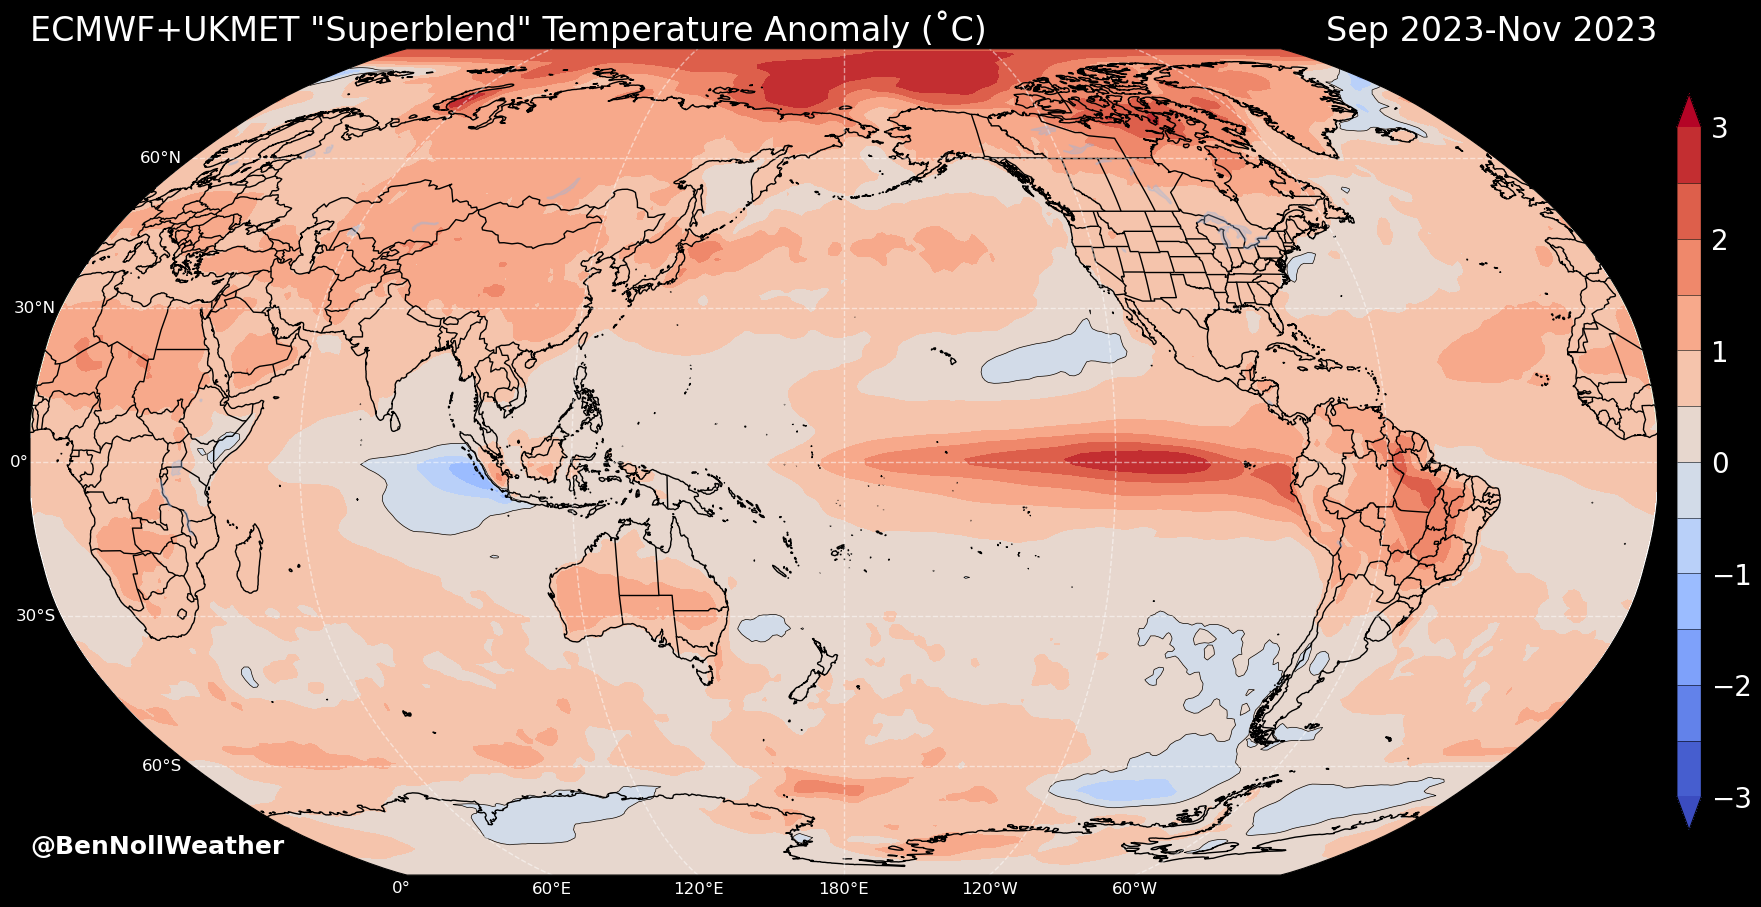 ECMWF+UKMET "Superblend" Temperature Anomaly (˚C)
Sep 2023-Nov 2023
3
2
1
0
−1
−2
−3
60°N
30°N
0°
30°S
60°S
@BenNollWeather
0°
60°E
120°E
180°E
120°W
60°W